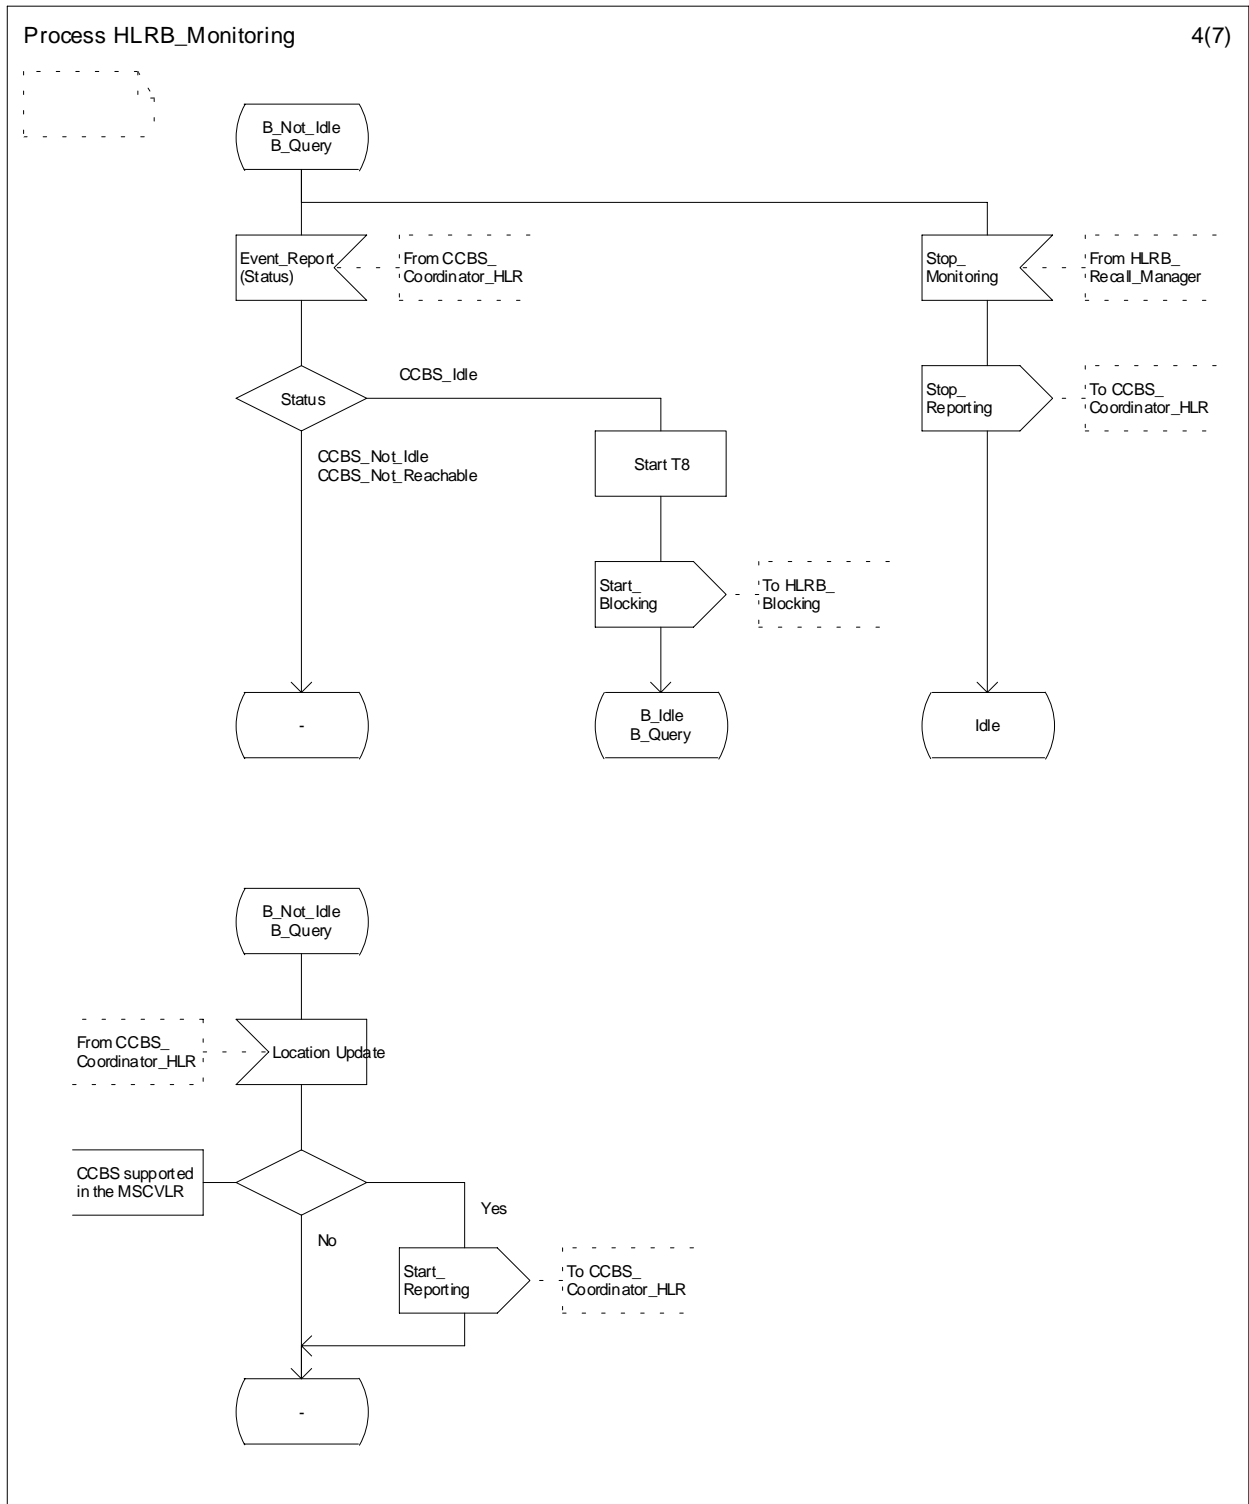 Process HLRB_Monitoring
4(7)
B_Not_Idle
B_Query
Event_Report
(Status)
From CCBS_
Coordinator_HLR
Stop_
Monitoring
From HLRB_
Recall_Manager
Status
CCBS_Idle
Stop_
Reporting
To CCBS_
Coordinator_HLR
CCBS_Not_Idle
CCBS_Not_Reachable
Start T8
Start_
Blocking
To HLRB_
Blocking
-
B_Idle
B_Query
Idle
B_Not_Idle
B_Query
From CCBS_
Coordinator_HLR
Location Update
CCBS supported
in the MSCVLR
Yes
No
Start_
Reporting
To CCBS_
Coordinator_HLR
-